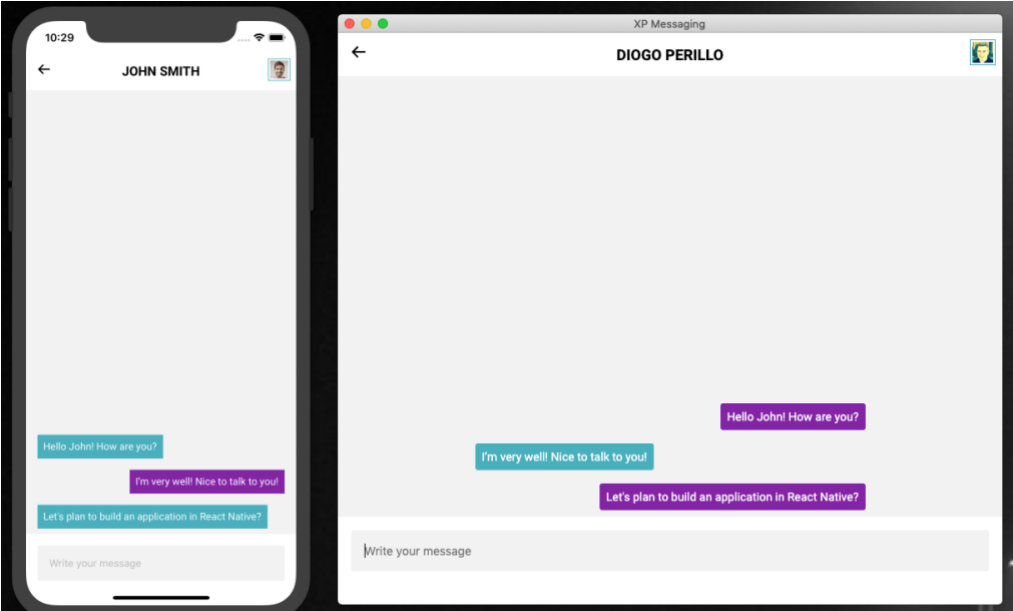 10:29
JOHN SMITH
Hello John! How are you?
I'm very well! Nice to talk to you!
Let's plan to build an application in React Native?
Write your message
XP Messaging
DIOGO PERILLO
Hello John! How are you?
I'm very well! Nice to talk to you!
Let's plan to build an application in React Native?
Write your message